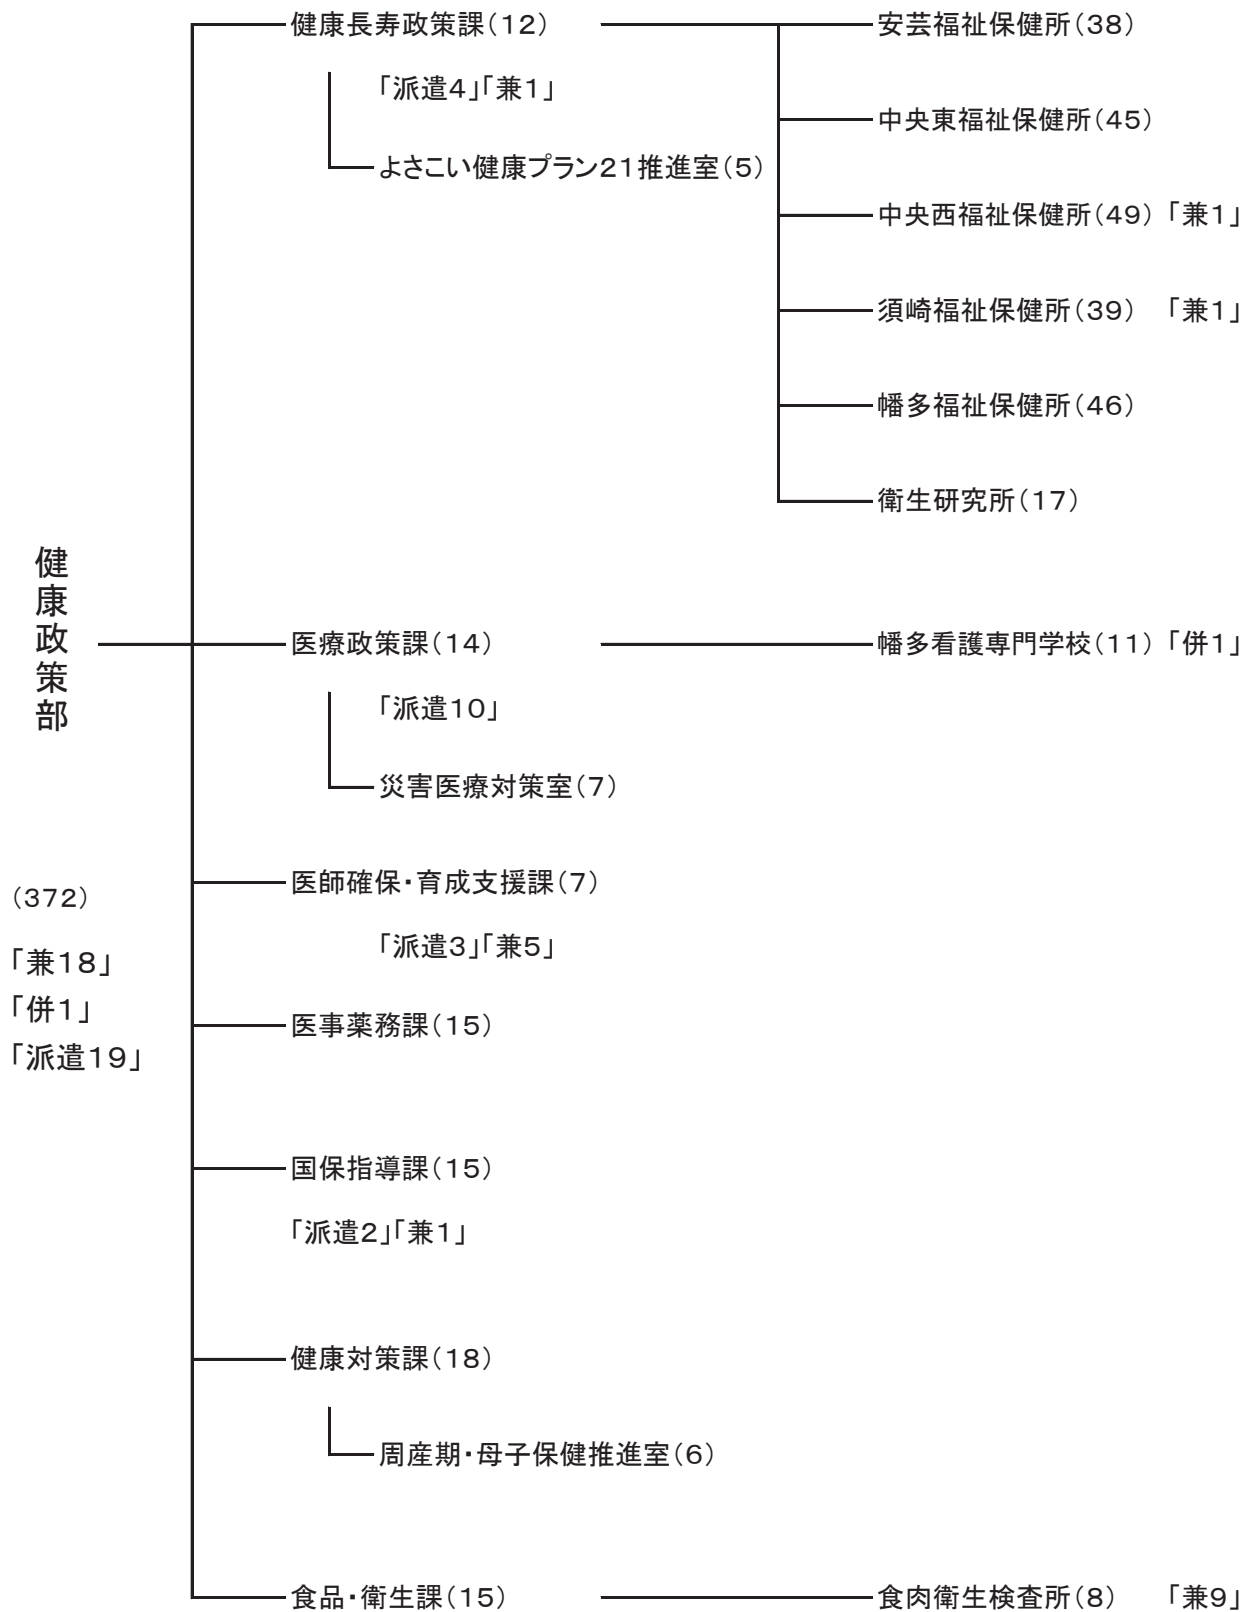 健康政策部
(372)
「兼18」
「併1」
「派遣19」
健康長寿政策課(12)
「派遣4」「兼1」
よさこい健康プラン21推進室(5)
安芸福祉保健所(38)
中央東福祉保健所(45)
中央西福祉保健所(49)「兼1」
須崎福祉保健所(39) 「兼1」
幡多福祉保健所(46)
衛生研究所(17)
医療政策課(14)
「派遣10」
災害医療対策室(7)
幡多看護専門学校(11)「併1」
医師確保・育成支援課(7)
「派遣3」「兼5」
医事薬務課(15)
国保指導課(15)
「派遣2」「兼1」
健康対策課(18)
周産期・母子保健推進室(6)
食品・衛生課(15)
食肉衛生検査所(8) 「兼9」